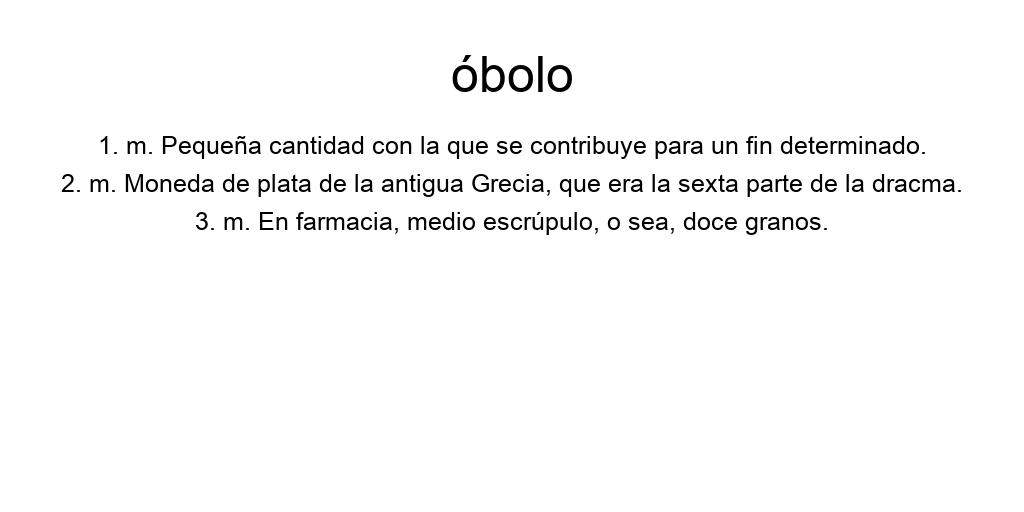 óbolo
1. m. Pequeña cantidad con la que se contribuye para un fin determinado.
2. m. Moneda de plata de la antigua Grecia, que era la sexta parte de la dracma.
3. m. En farmacia, medio escrúpulo, o sea, doce granos.